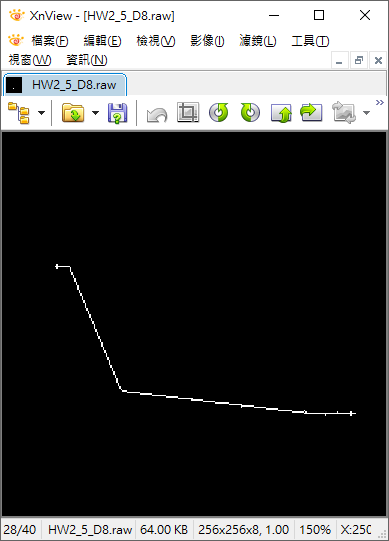 XnView - [HW2_5_D8.raw]
檔案(F) 編輯(E) 檢視(V) 影像(I) 濾鏡(L) 工具(T)
視窗(W) 資訊(N)
HW2_5_D8.raw
28/40 HW2_5_D8.raw 64.00 KB 256x256x8, 1.00 150% X:250